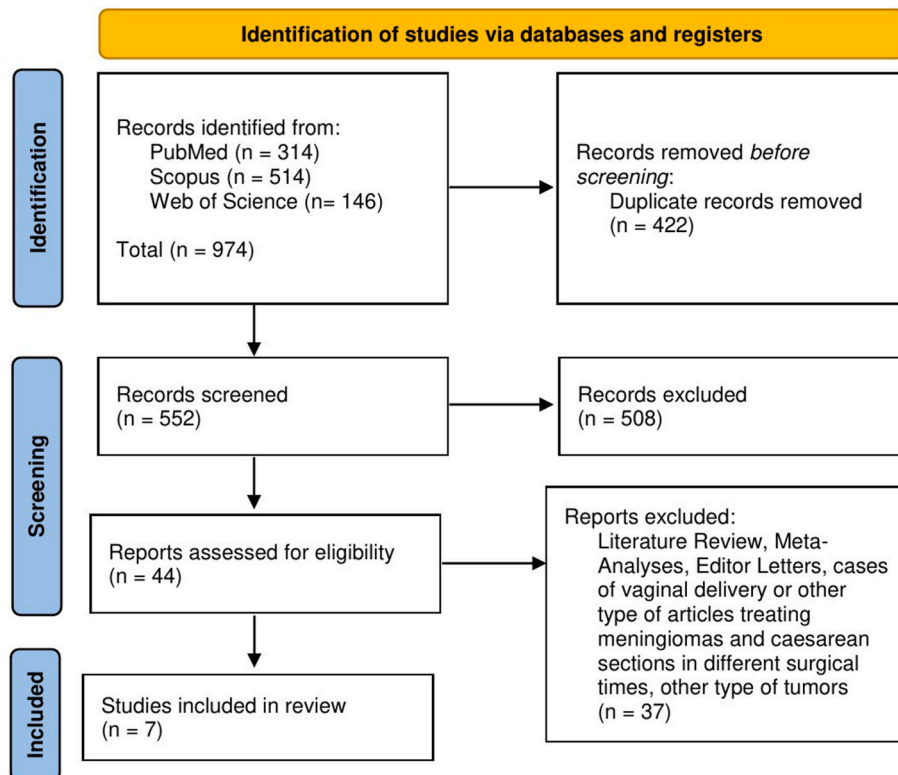 Identification of studies via databases and registers
Identification
Records identified from:
PubMed (n = 314)
Scopus (n = 514)
Web of Science (n= 146)
Total (n = 974)
Records removed before
screening:
Duplicate records removed
(n = 422)
Screening
Records screened
(n = 552)
Records excluded
(n = 508)
Reports assessed for eligibility
(n = 44)
Reports excluded:
Literature Review, Meta-
Analyses, Editor Letters, cases
of vaginal delivery or other
type of articles treating
meningiomas and caesarean
sections in different surgical
times, other type of tumors
(n = 37)
Included
Studies included in review
(n = 7)